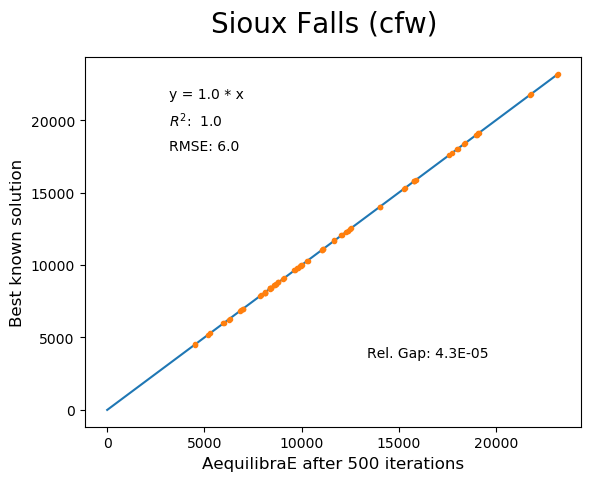 Sioux Falls (cfw)
y = 1.0 * x
R²: 1.0
RMSE: 6.0
Rel. Gap: 4.3E-05
Best known solution
20000
15000
10000
5000
0
0 5000 10000 15000 20000
AequilibraE after 500 iterations